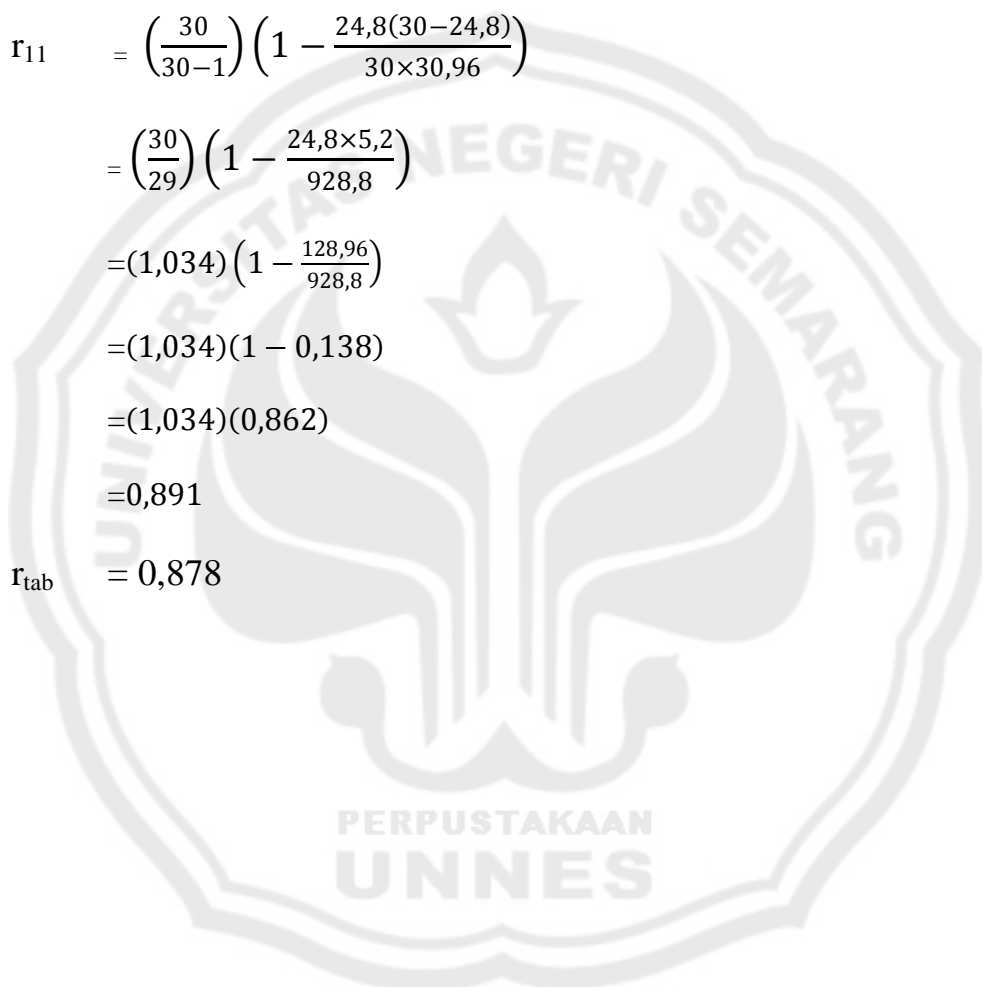 r₁₁ = (30/(30−1)) (1 − 24,8(30−24,8)/(30×30,96))
= (30/29) (1 − 24,8×5,2/928,8)
=(1,034) (1 − 128,96/928,8)
=(1,034)(1 − 0,138)
=(1,034)(0,862)
=0,891
r_tab = 0,878
UNIVERSITAS NEGERI SEMARANG
PERPUSTAKAAN
UNNES